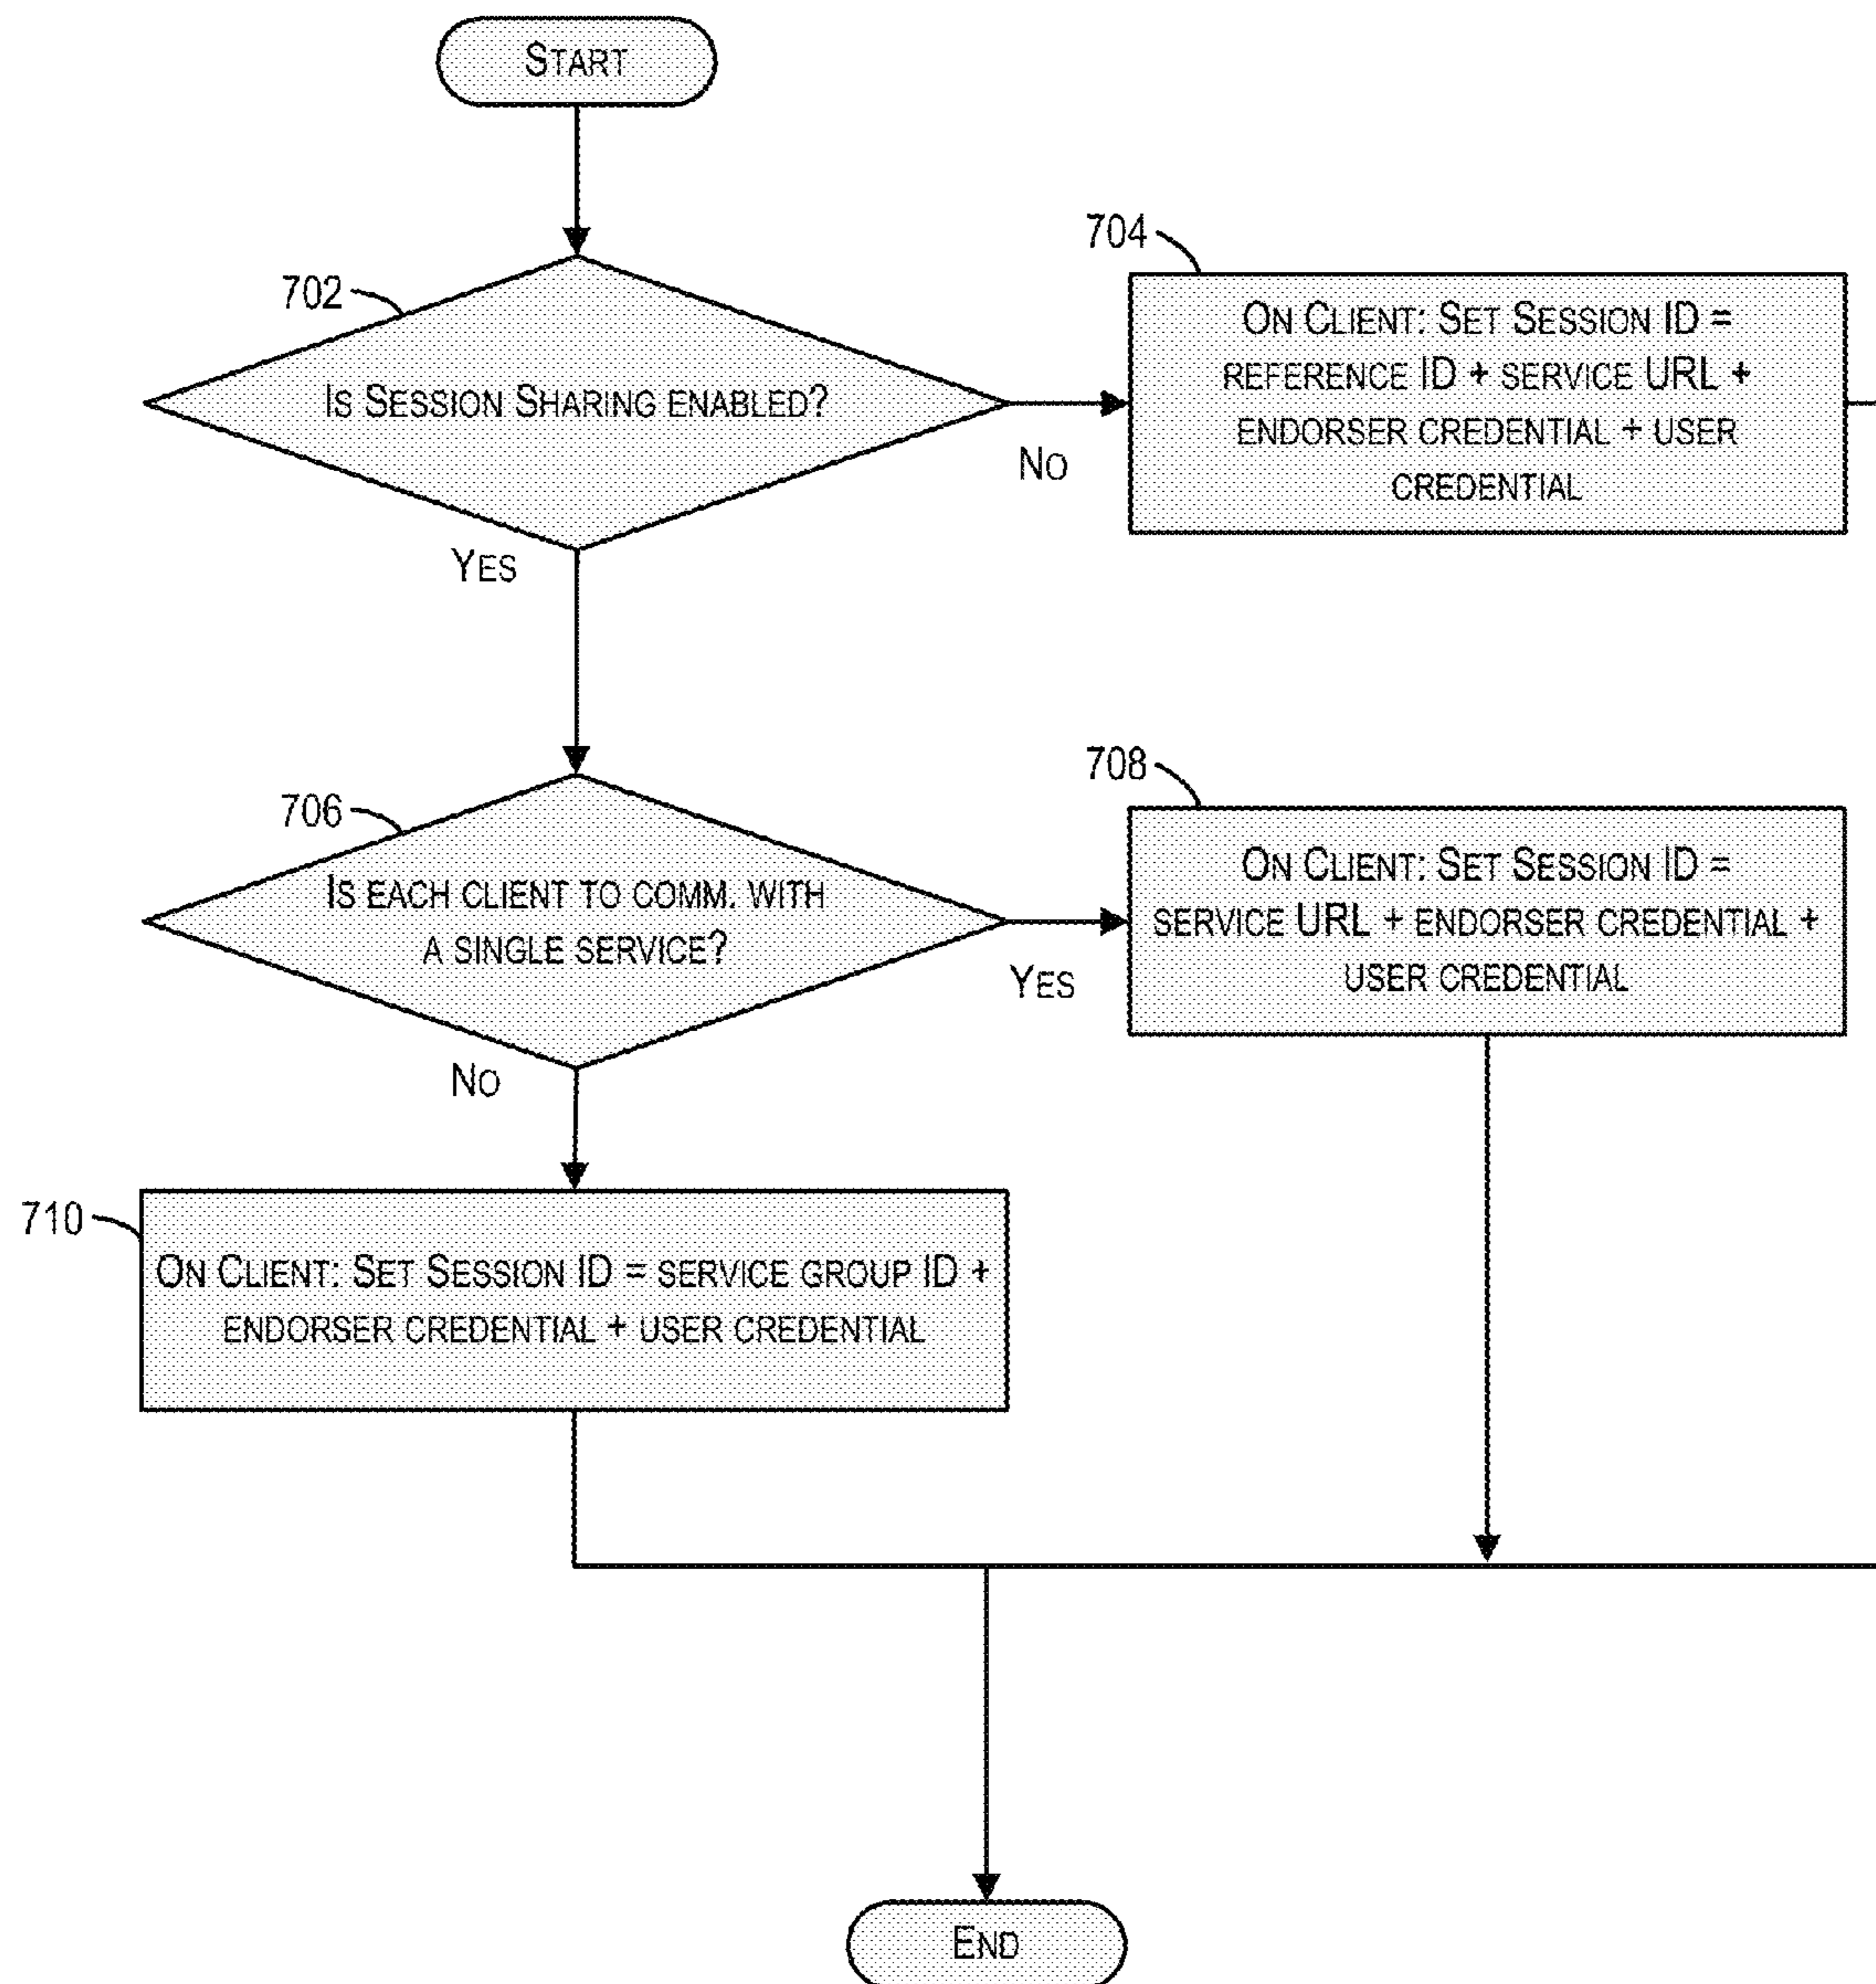 START
702
IS SESSION SHARING ENABLED?
NO
YES
704
ON CLIENT: SET SESSION ID =
REFERENCE ID + SERVICE URL +
ENDORSER CREDENTIAL + USER
CREDENTIAL
706
IS EACH CLIENT TO COMM. WITH
A SINGLE SERVICE?
YES
NO
708
ON CLIENT: SET SESSION ID =
SERVICE URL + ENDORSER CREDENTIAL +
USER CREDENTIAL
710
ON CLIENT: SET SESSION ID = SERVICE GROUP ID +
ENDORSER CREDENTIAL + USER CREDENTIAL
END